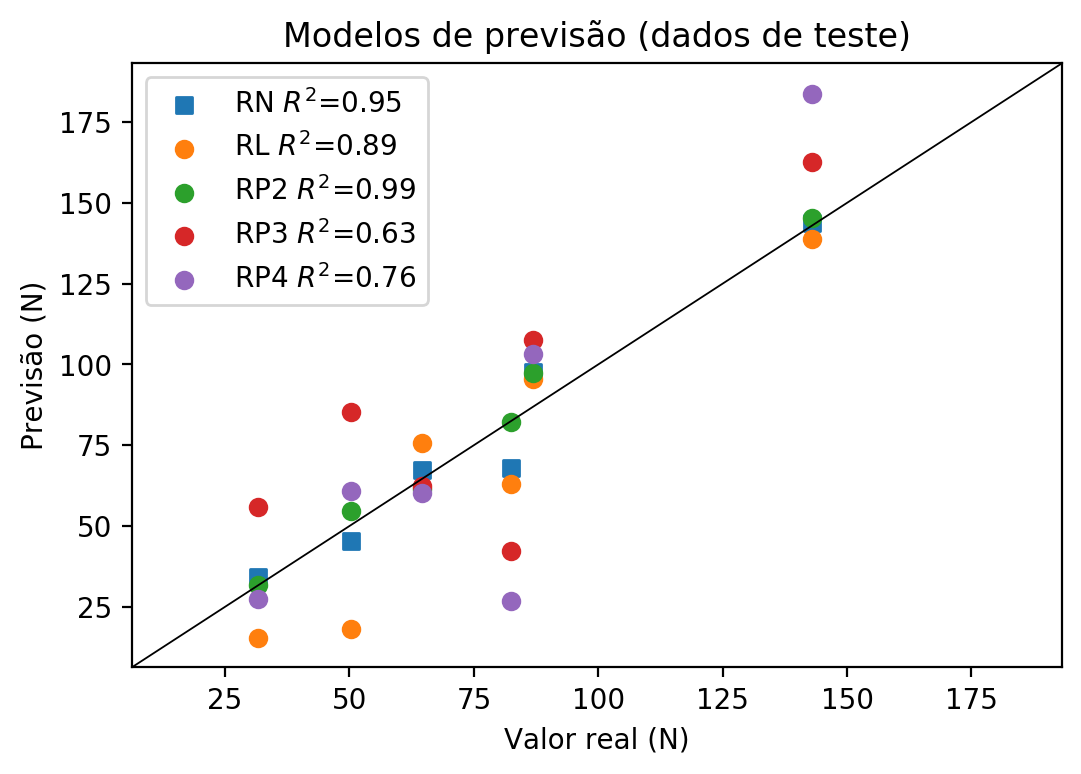 Modelos de previsão (dados de teste)
RN R²=0.95
RL R²=0.89
RP2 R²=0.99
RP3 R²=0.63
RP4 R²=0.76
175
150
125
100
75
50
25
Previsão (N)
25 50 75 100 125 150 175
Valor real (N)